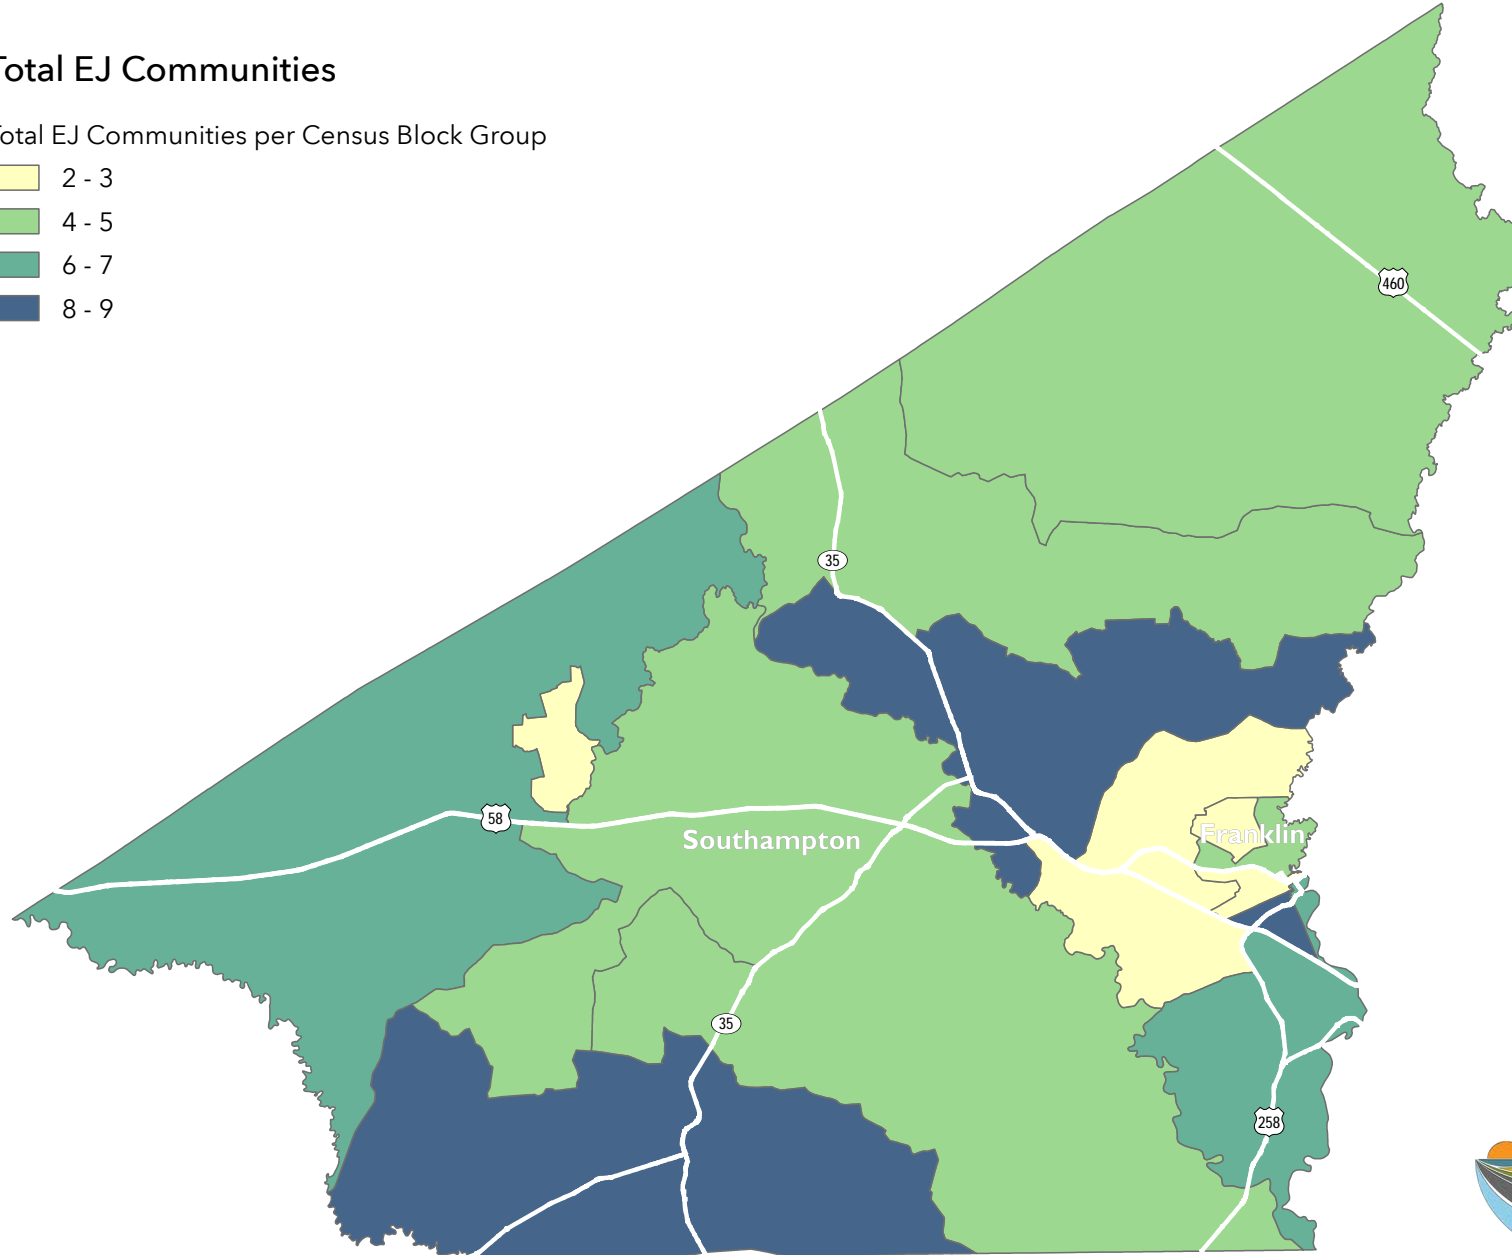 Total EJ Communities
Total EJ Communities per Census Block Group
2 - 3
4 - 5
6 - 7
8 - 9
460
35
58
Southampton
Franklin
35
258